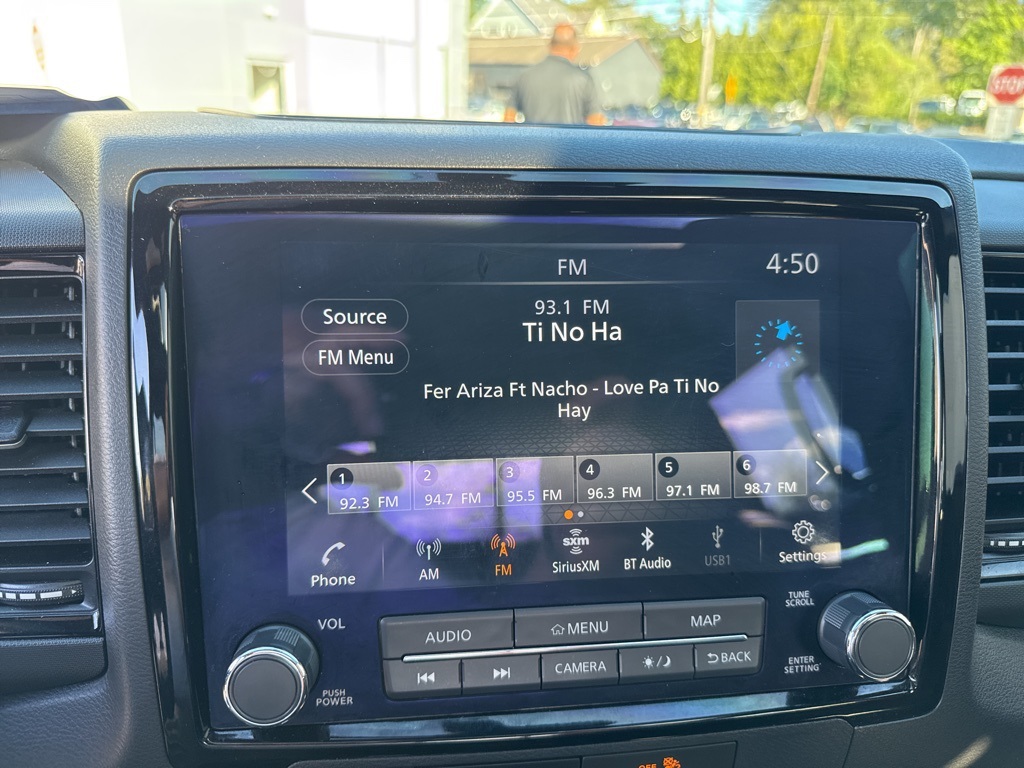 STOP
FM
4:50
Source
93.1 FM
Ti No Ha
FM Menu
Fer Ariza Ft Nacho - Love Pa Ti No
Hay
1 2 3 4 5 6
92.3 FM 94.7 FM 95.5 FM 96.3 FM 97.1 FM 98.7 FM
Phone
AM
FM
sxm
SiriusXM
BT Audio
USB1
Settings
VOL
PUSH
POWER
AUDIO
MENU
MAP
CAMERA
BACK
TUNE
SCROLL
ENTER
SETTING
OFF